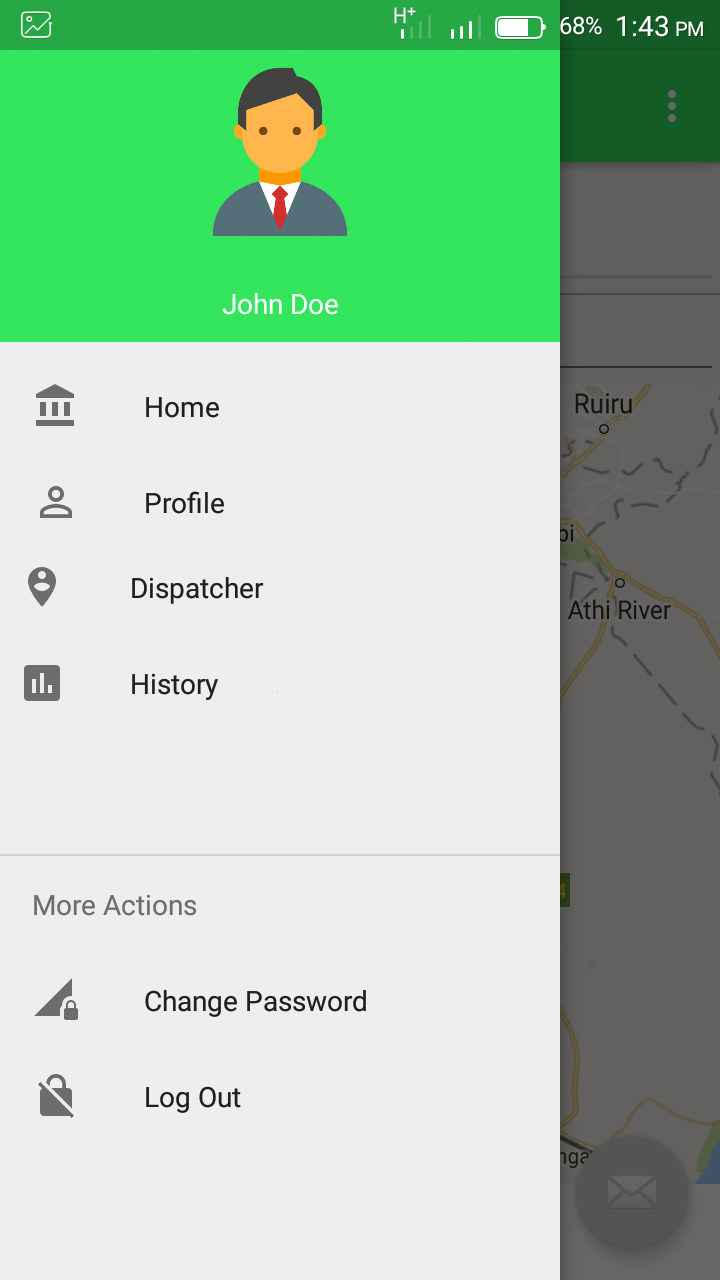 H+
68% 1:43 PM
John Doe
Home
Ruiru
Profile
bi
Dispatcher
Athi River
History
More Actions
Change Password
Log Out
nga